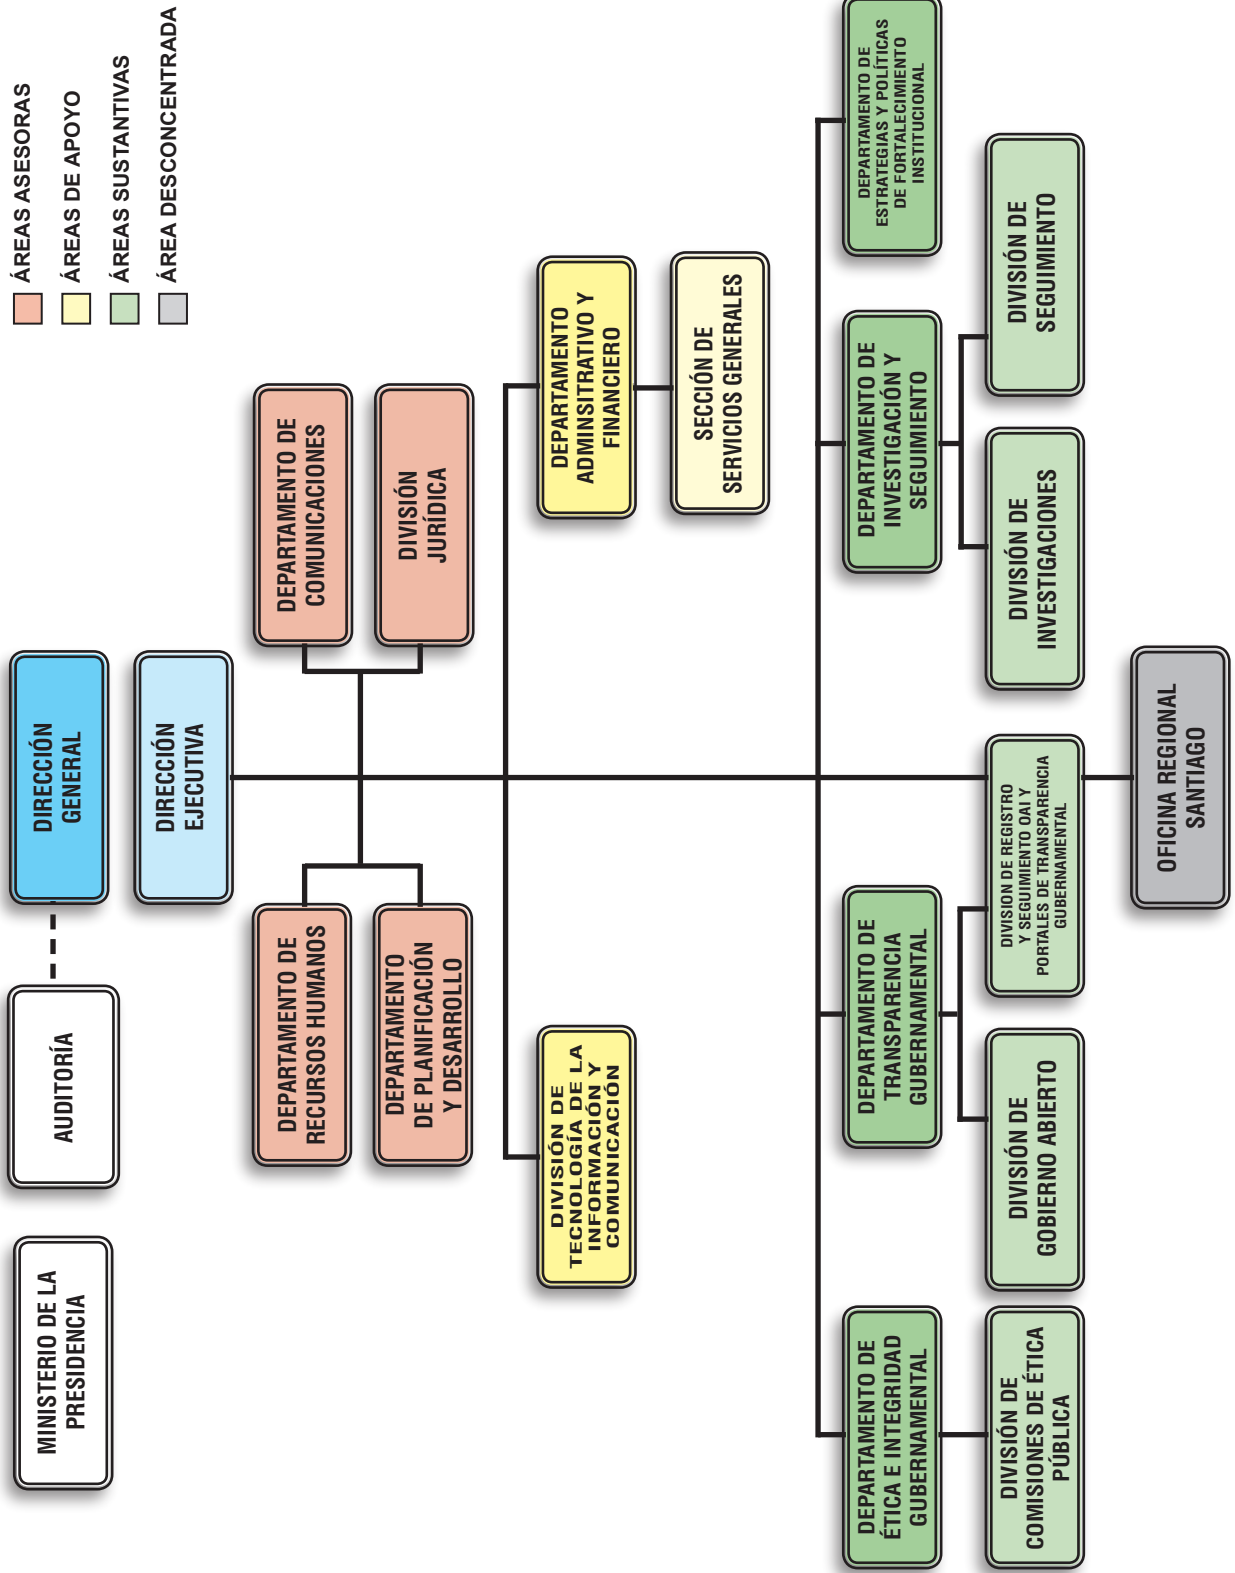 ÁREAS ASESORAS
ÁREAS DE APOYO
ÁREAS SUSTANTIVAS
ÁREA DESCONCENTRADA
MINISTERIO DE LA
PRESIDENCIA
AUDITORÍA
DIRECCIÓN
GENERAL
DIRECCIÓN
EJECUTIVA
DEPARTAMENTO DE
RECURSOS HUMANOS
DEPARTAMENTO DE
COMUNICACIONES
DEPARTAMENTO
DE PLANIFICACIÓN
Y DESARROLLO
DIVISIÓN
JURÍDICA
DIVISIÓN DE
TECNOLOGÍA DE LA
INFORMACIÓN Y
COMUNICACIÓN
DEPARTAMENTO
ADMINSITRATIVO Y
FINANCIERO
SECCIÓN DE
SERVICIOS GENERALES
DEPARTAMENTO DE
ÉTICA E INTEGRIDAD
GUBERNAMENTAL
DEPARTAMENTO DE
TRANSPARENCIA
GUBERNAMENTAL
DEPARTAMENTO DE
INVESTIGACIÓN Y
SEGUIMIENTO
DEPARTAMENTO DE
ESTRATEGIAS Y POLÍTICAS
DE FORTALECIMIENTO
INSTITUCIONAL
DIVISIÓN DE
COMISIONES DE ÉTICA
PÚBLICA
DIVISIÓN DE
GOBIERNO ABIERTO
DIVISION DE REGISTRO
Y SEGUIMIENTO OAI Y
PORTALES DE TRANSPARENCIA
GUBERNAMENTAL
DIVISIÓN DE
INVESTIGACIONES
DIVISIÓN DE
SEGUIMIENTO
OFICINA REGIONAL
SANTIAGO